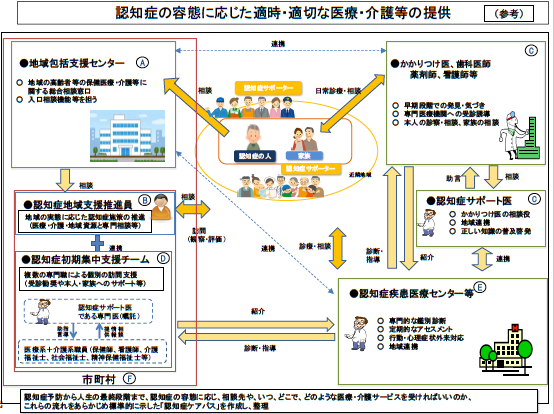 認知症の容態に応じた適時・適切な医療・介護等の提供
(参考)
●地域包括支援センター
A
○ 地域の高齢者等の保健医療・介護等に
関する総合相談窓口
○ 入口相談機能等を担う
連携
相談
日常診療・相談
認知症サポーター
認知症の人
家族
認知症サポーター
近隣地域
C
●かかりつけ医、歯科医師
薬剤師、看護師等
○ 早期段階での発見・気づき
○ 専門医療機関への受診誘導
○ 本人の診察・相談、家族の相談
助言
相談
相談
●認知症地域支援推進員
B
地域の実態に応じた認知症施策の推進
(医療・介護・地域資源と専門相談等)
相談
連携
訪問
(観察・評価)
連携
診療・相談
診断・
指導
紹介
●認知症サポート医
C
○ かかりつけ医の相談役
○ 地域連携
○ 正しい知識の普及啓発
連携
●認知症初期集中支援チーム
D
複数の専門職による個別の訪問支援
(受診勧奨や本人・家族へのサポート等)
認知症サポート医
である専門医(嘱託)
医療系+介護系職員(保健師、看護師、介護
福祉士、社会福祉士、精神保健福祉士等)
市町村
F
紹介
診断・指導
●認知症疾患医療センター等
E
○ 専門的な鑑別診断
○ 定期的なアセスメント
○ 行動・心理症状外来対応
○ 地域連携
認知症予防から人生の最終段階まで、認知症の容態に応じ、相談先や、いつ、どこで、どのような医療・介護サービスを受ければいいのか、
これらの流れをあらかじめ標準的に示した「認知症ケアパス」を作成し、整理